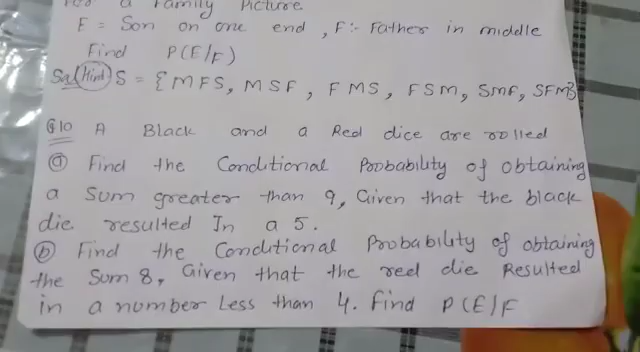 a Family Picture
E = Son on one end, F:- Father in middle
Find P(E/F)
Sol Hint S = {MFS, MSF, FMS, FSM, SMF, SFM}
Q10 A Black and a Red dice are rolled
a Find the Conditional Probability of obtaining
a Sum greater than 9, Given that the black
die resulted In a 5.
b Find the Conditional Probability of obtaining
the Sum 8, Given that the red die Resulted
in a number Less than 4. Find P(E/F